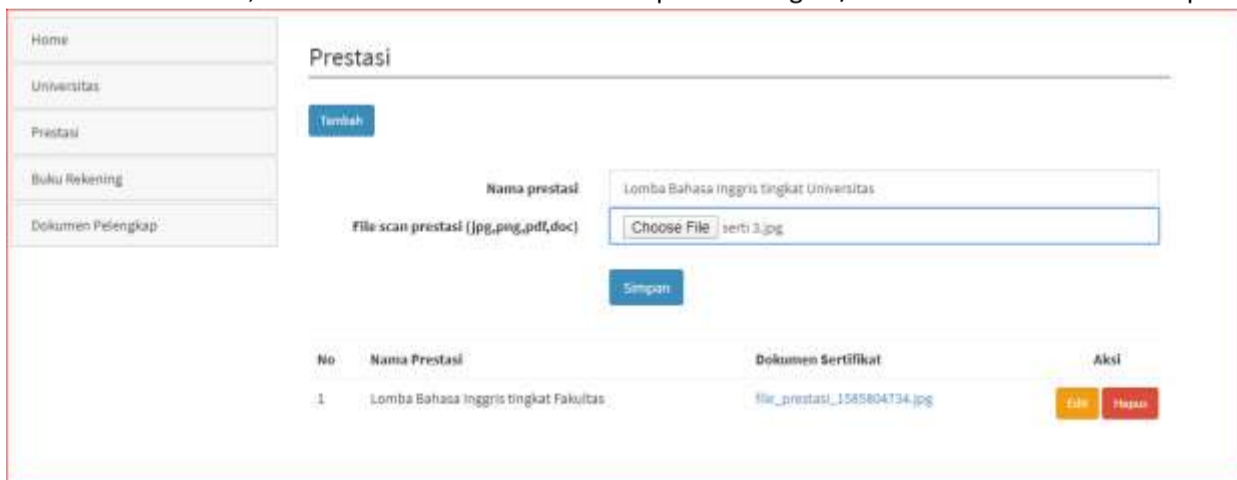 Home
Universitas
Prestasi
Buku Rekening
Dokumen Pelengkap
Prestasi
Tambah
Nama prestasi Lomba Bahasa Inggris tingkat Universitas
File scan prestasi (jpg,png,pdf,doc) Choose File serti 3.jpg
Simpan
No Nama Prestasi Dokumen Sertifikat Aksi
1 Lomba Bahasa Inggris tingkat Fakultas file_prestasi_1585804734.jpg Edit Hapus